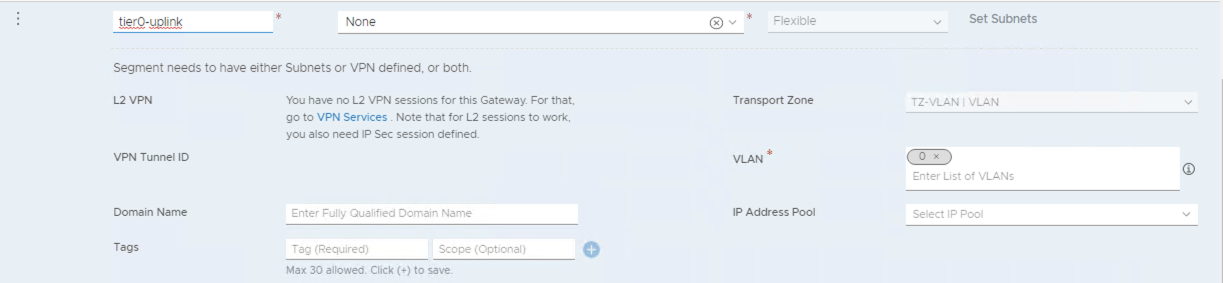 tier0-uplink * None * Flexible Set Subnets
Segment needs to have either Subnets or VPN defined, or both.
L2 VPN
You have no L2 VPN sessions for this Gateway. For that,
go to VPN Services . Note that for L2 sessions to work,
you also need IP Sec session defined.
Transport Zone
TZ-VLAN | VLAN
VPN Tunnel ID
VLAN *
0 ×
Enter List of VLANs
Domain Name
Enter Fully Qualified Domain Name
IP Address Pool
Select IP Pool
Tags
Tag (Required)
Scope (Optional)
Max 30 allowed. Click (+) to save.